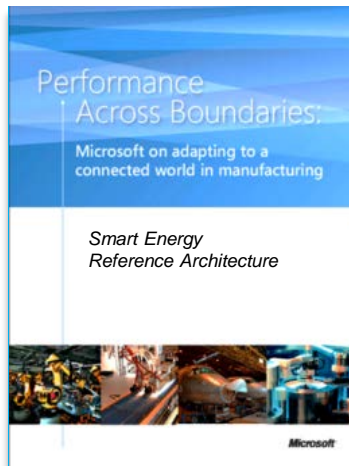 Performance
Across Boundaries:
Microsoft on adapting to a
connected world in manufacturing
Smart Energy
Reference Architecture
Microsoft